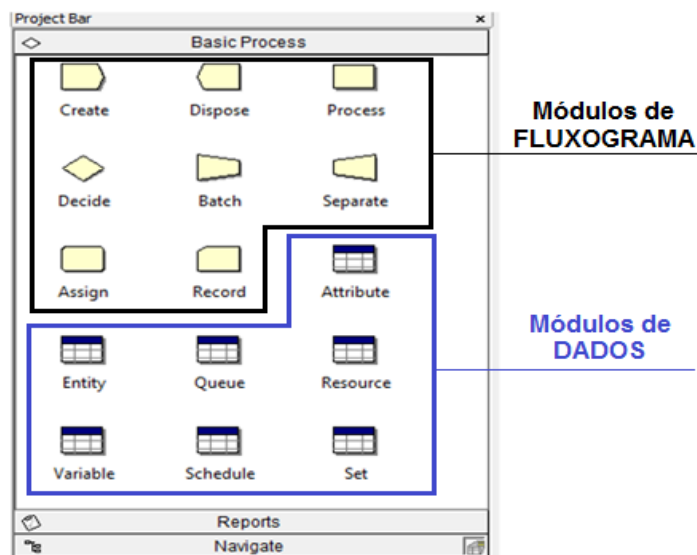 Project Bar
Basic Process
Create Dispose Process
Decide Batch Separate
Assign Record Attribute
Entity Queue Resource
Variable Schedule Set
Reports
Navigate
Módulos de
FLUXOGRAMA
Módulos de
DADOS